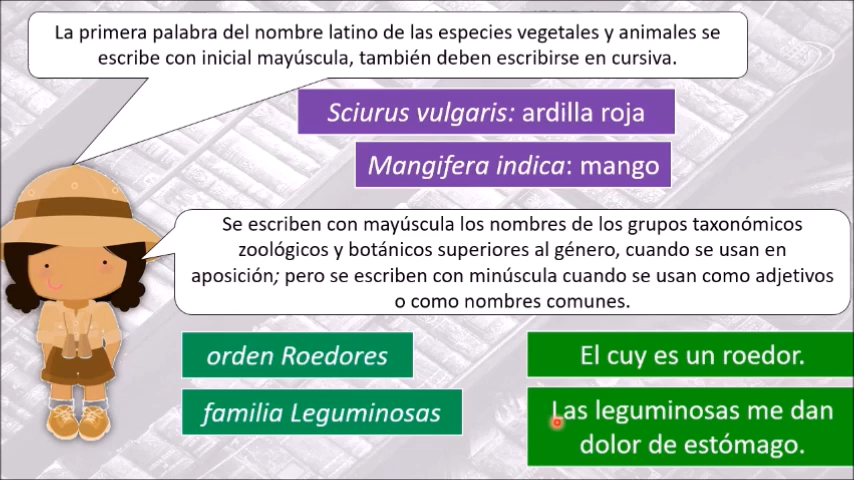 La primera palabra del nombre latino de las especies vegetales y animales se
escribe con inicial mayúscula, también deben escribirse en cursiva.
Sciurus vulgaris: ardilla roja
Mangifera indica: mango
Se escriben con mayúscula los nombres de los grupos taxonómicos
zoológicos y botánicos superiores al género, cuando se usan en
aposición; pero se escriben con minúscula cuando se usan como adjetivos
o como nombres comunes.
orden Roedores
El cuy es un roedor.
familia Leguminosas
Las leguminosas me dan
dolor de estómago.